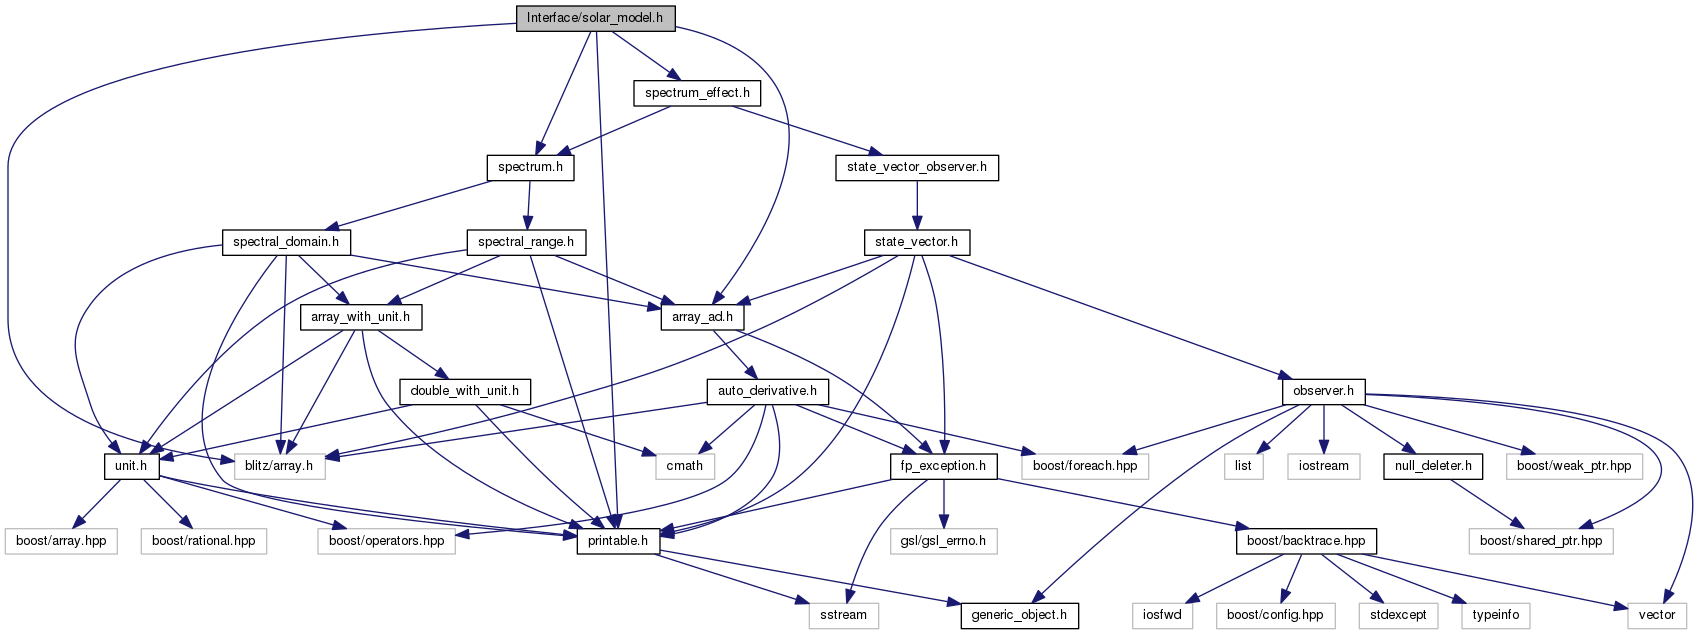 Interface/solar_model.h
spectrum_effect.h
spectrum.h
state_vector_observer.h
spectral_domain.h
spectral_range.h
state_vector.h
array_with_unit.h
array_ad.h
double_with_unit.h
auto_derivative.h
observer.h
unit.h
blitz/array.h
cmath
fp_exception.h
boost/foreach.hpp
list
iostream
null_deleter.h
boost/weak_ptr.hpp
boost/array.hpp
boost/rational.hpp
boost/operators.hpp
printable.h
gsl/gsl_errno.h
boost/backtrace.hpp
boost/shared_ptr.hpp
sstream
generic_object.h
iosfwd
boost/config.hpp
stdexcept
typeinfo
vector